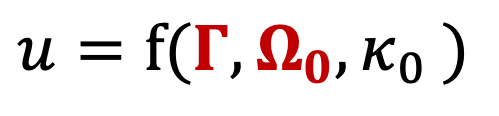 u = f(Γ, Ω₀, κ₀ )